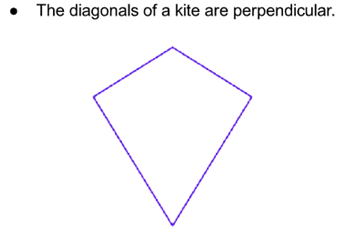 • The diagonals of a kite are perpendicular.